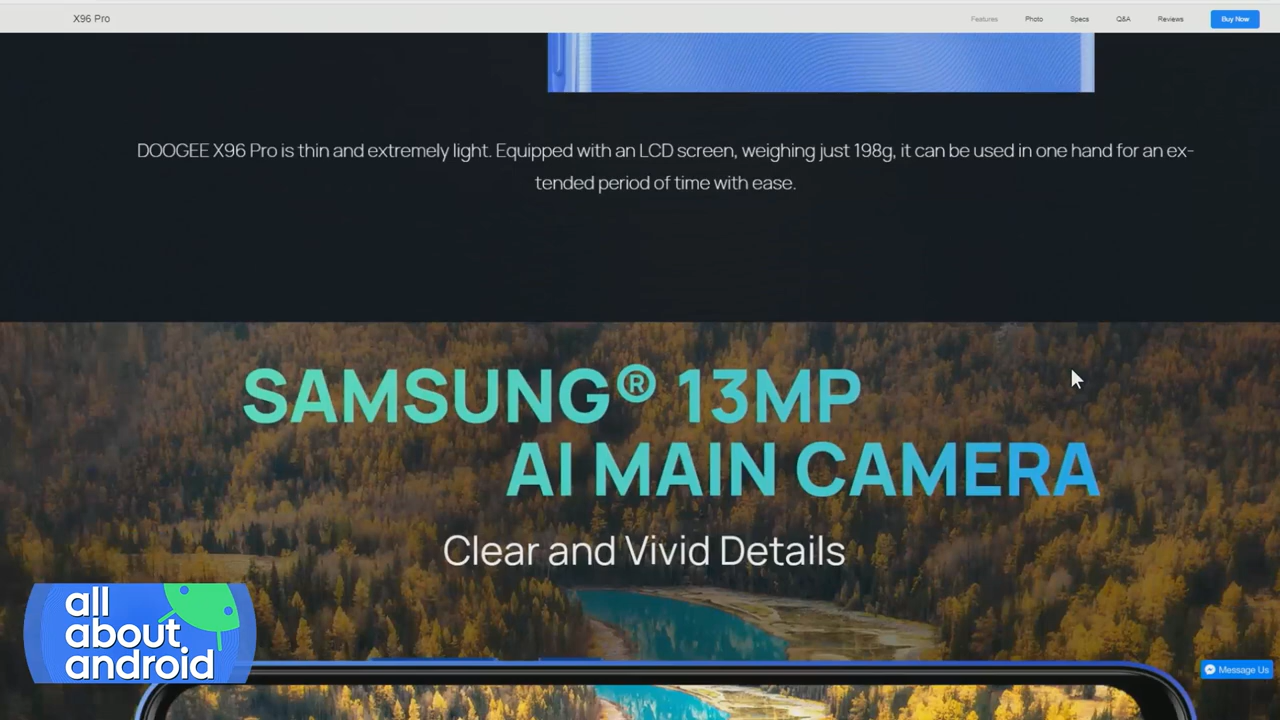 X96 Pro
Features
Photo
Specs
Q&A
Reviews
Buy Now
DOOGEE X96 Pro is thin and extremely light. Equipped with an LCD screen, weighing just 198g, it can be used in one hand for an ex-
tended period of time with ease.
SAMSUNG® 13MP
AI MAIN CAMERA
Clear and Vivid Details
all
about
android
Message Us